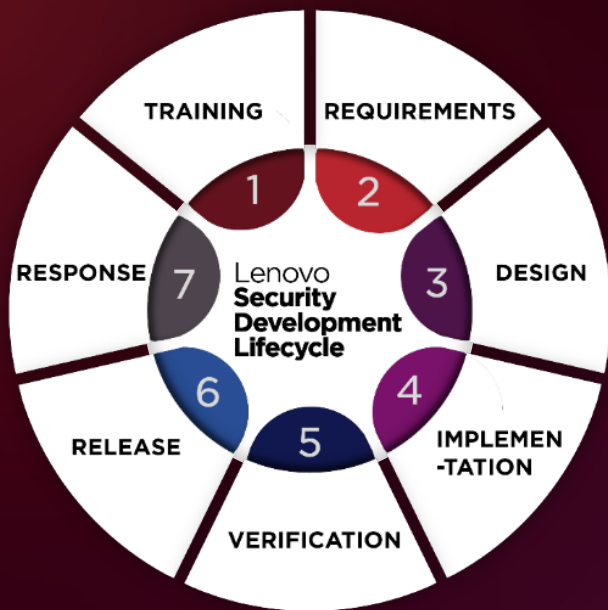 TRAINING
1
REQUIREMENTS
2
DESIGN
3
IMPLEMEN
-TATION
4
VERIFICATION
5
RELEASE
6
RESPONSE
7
Lenovo
Security
Development
Lifecycle